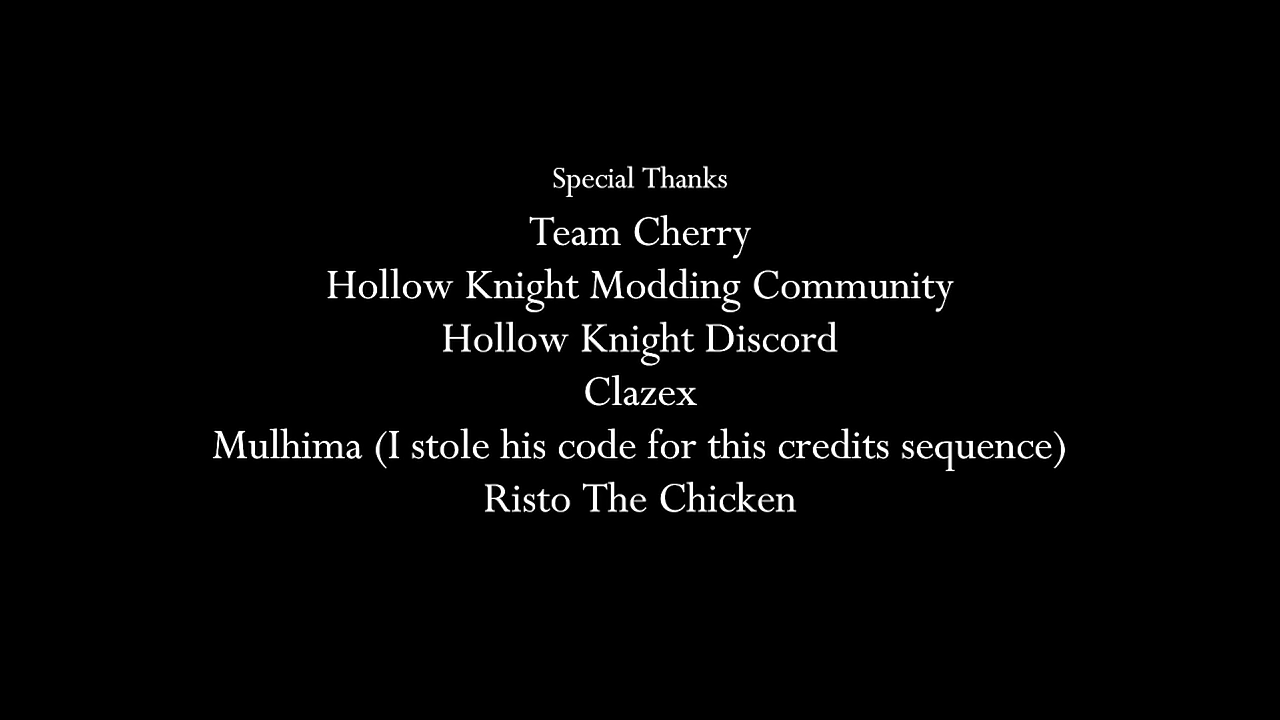 Special Thanks
Team Cherry
Hollow Knight Modding Community
Hollow Knight Discord
Clazex
Mulhima (I stole his code for this credits sequence)
Risto The Chicken